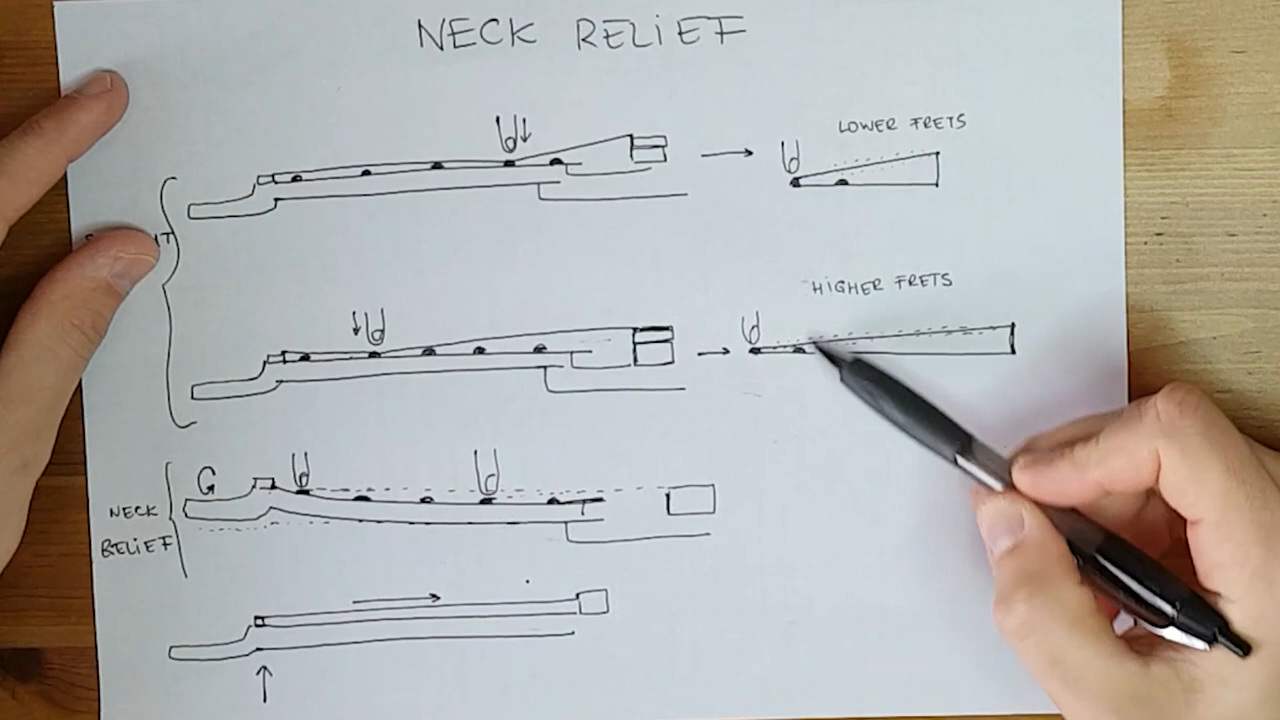 NECK RELIEF
LOWER FRETS
HIGHER FRETS
G
NECK
RELIEF